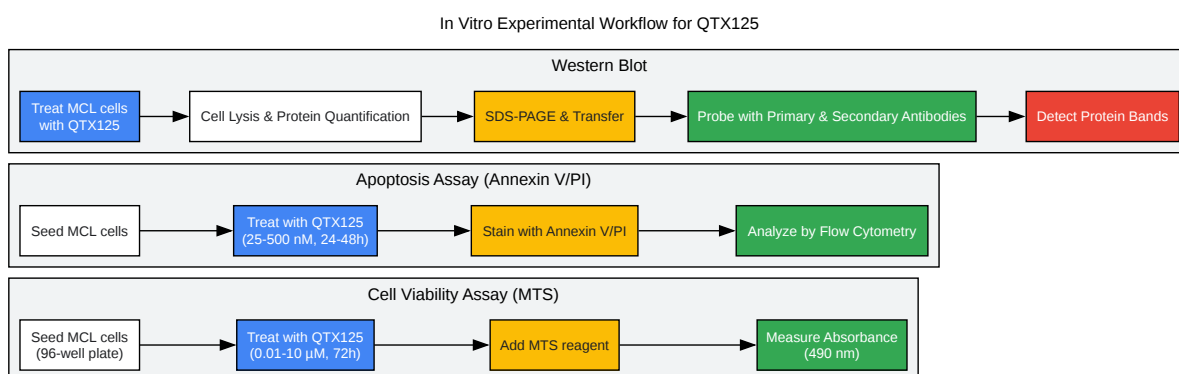 In Vitro Experimental Workflow for QTX125
Western Blot
Treat MCL cells
with QTX125
Cell Lysis & Protein Quantification
SDS-PAGE & Transfer
Probe with Primary & Secondary Antibodies
Detect Protein Bands
Apoptosis Assay (Annexin V/PI)
Seed MCL cells
Treat with QTX125
(25-500 nM, 24-48h)
Stain with Annexin V/PI
Analyze by Flow Cytometry
Cell Viability Assay (MTS)
Seed MCL cells
(96-well plate)
Treat with QTX125
(0.01-10 µM, 72h)
Add MTS reagent
Measure Absorbance
(490 nm)